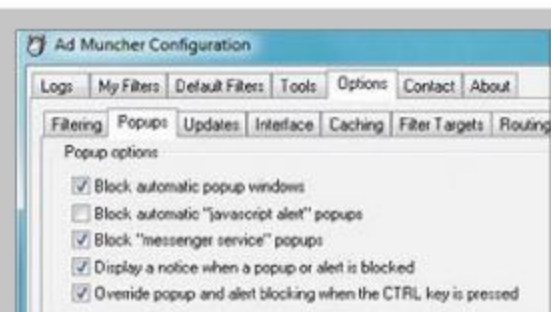 Ad Muncher Configuration
Logs My Filters Default Filters Tools Options Contact About
Filtering Popups Updates Interface Caching Filter Targets Routing
Popup options
Block automatic popup windows
Block automatic "javascript alert" popups
Block "messenger service" popups
Display a notice when a popup or alert is blocked
Override popup and alert blocking when the CTRL key is pressed